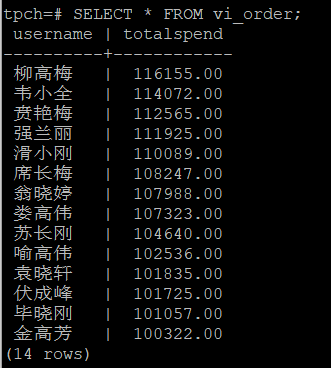 tpch=# SELECT * FROM vi_order;
username | totalspend
----------+------------
柳高梅 | 116155.00
韦小全 | 114072.00
贲艳梅 | 112565.00
强兰丽 | 111925.00
滑小刚 | 110089.00
席长梅 | 108247.00
翁晓婷 | 107988.00
娄高伟 | 107323.00
苏长刚 | 104640.00
喻高伟 | 102536.00
袁晓轩 | 101835.00
伏成峰 | 101725.00
毕晓刚 | 101057.00
金高芳 | 100322.00
(14 rows)